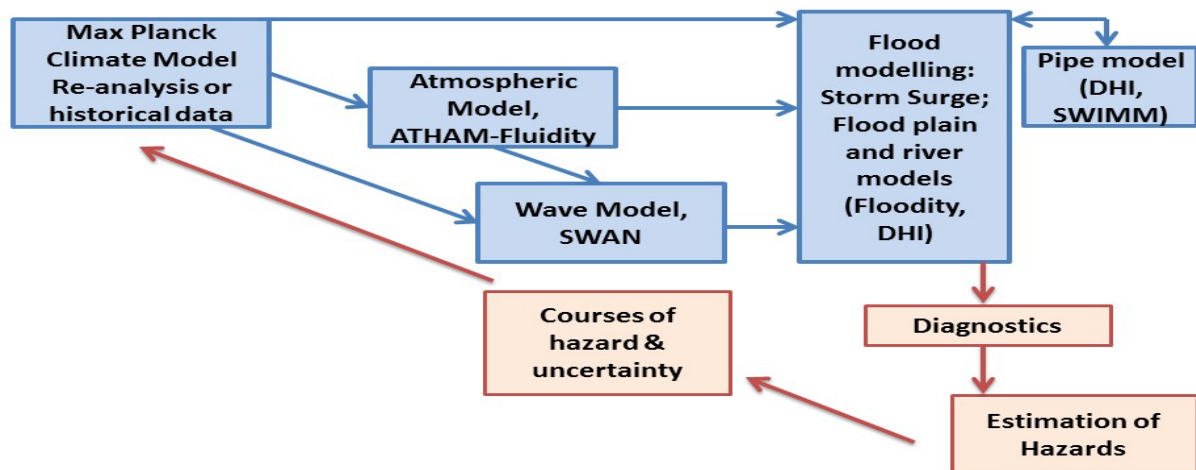 Max Planck
Climate Model
Re-analysis or
historical data
Atmospheric
Model,
ATHAM-Fluidity
Wave Model,
SWAN
Flood
modelling:
Storm Surge;
Flood plain
and river
models
(Floodity,
DHI)
Pipe model
(DHI,
SWIMM)
Courses of
hazard &
uncertainty
Diagnostics
Estimation of
Hazards